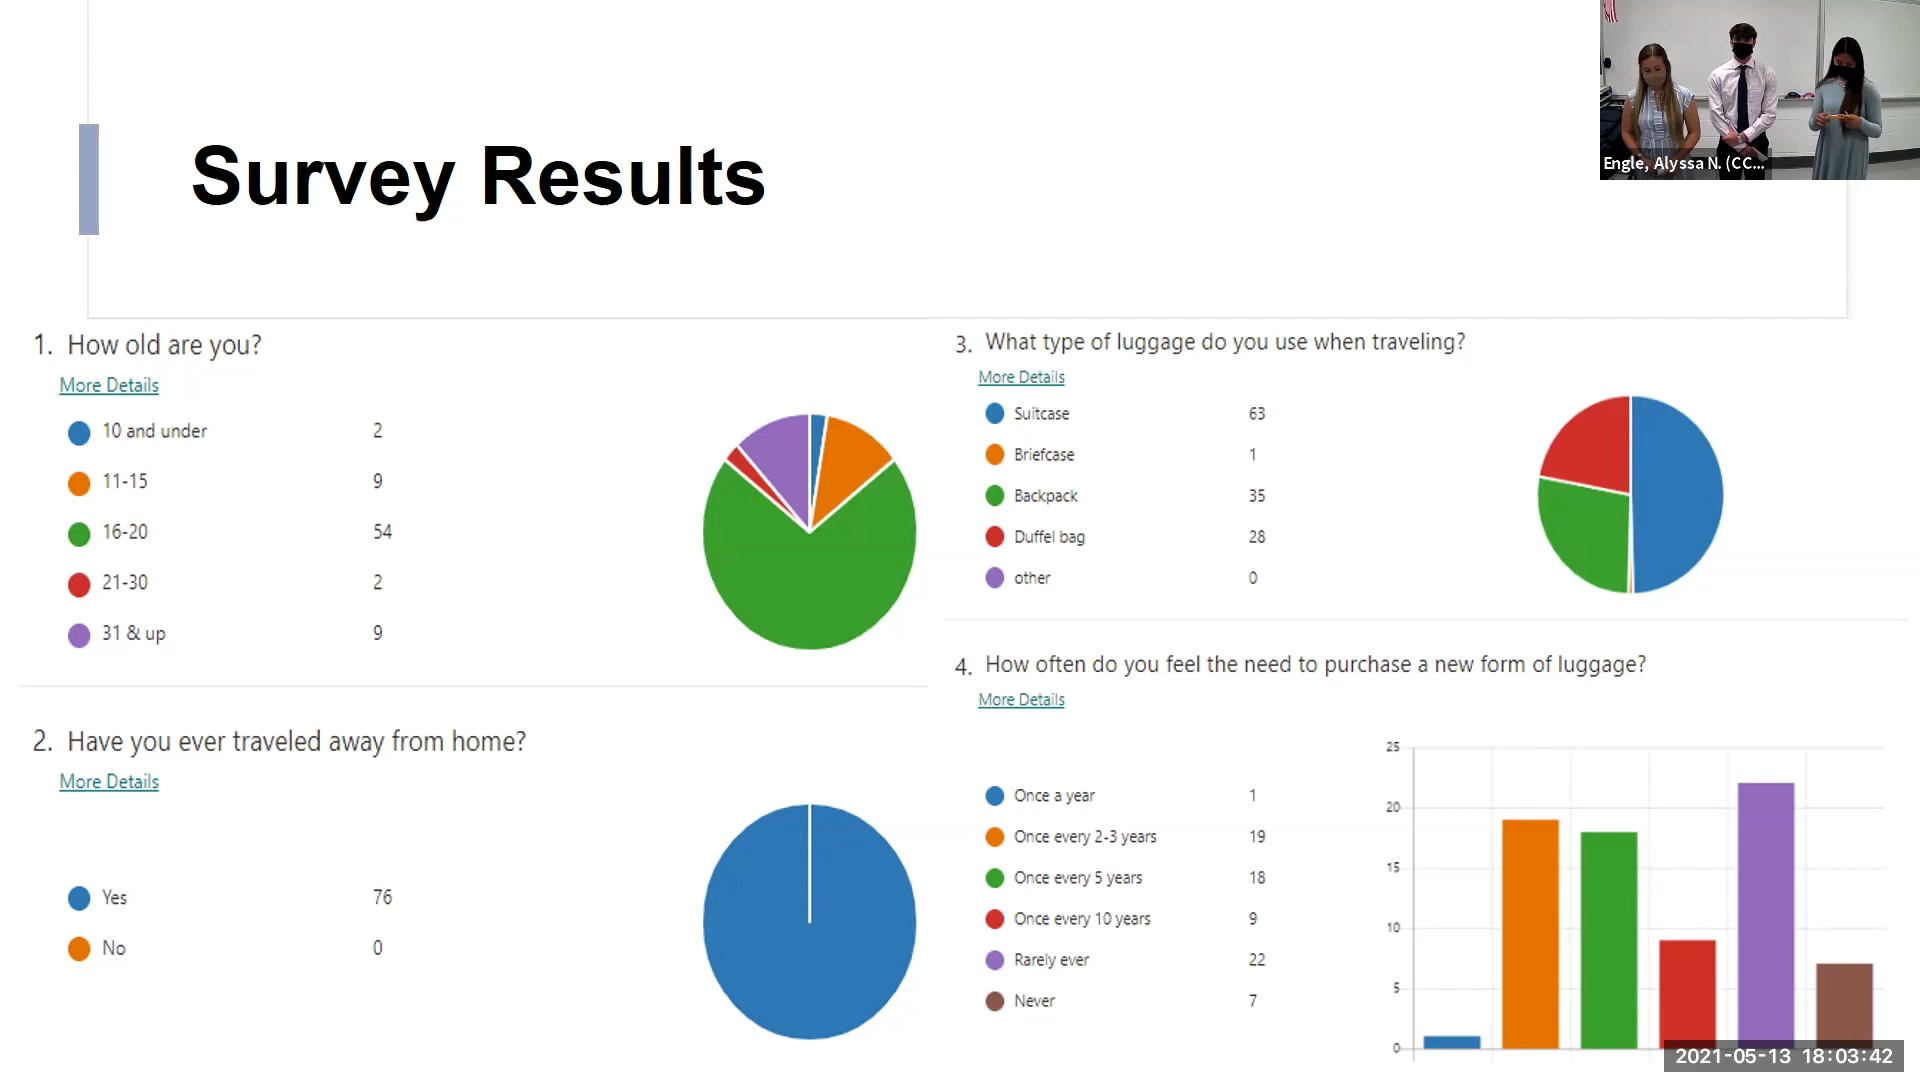 Survey Results
Engle, Alyssa N. (CC...
1. How old are you?
More Details
10 and under 2
11-15 9
16-20 54
21-30 2
31 & up 9
2. Have you ever traveled away from home?
More Details
Yes 76
No 0
3. What type of luggage do you use when traveling?
More Details
Suitcase 63
Briefcase 1
Backpack 35
Duffel bag 28
other 0
4. How often do you feel the need to purchase a new form of luggage?
More Details
Once a year 1
Once every 2-3 years 19
Once every 5 years 18
Once every 10 years 9
Rarely ever 22
Never 7
25
20
15
10
5
0
2021-05-13 18:03:42